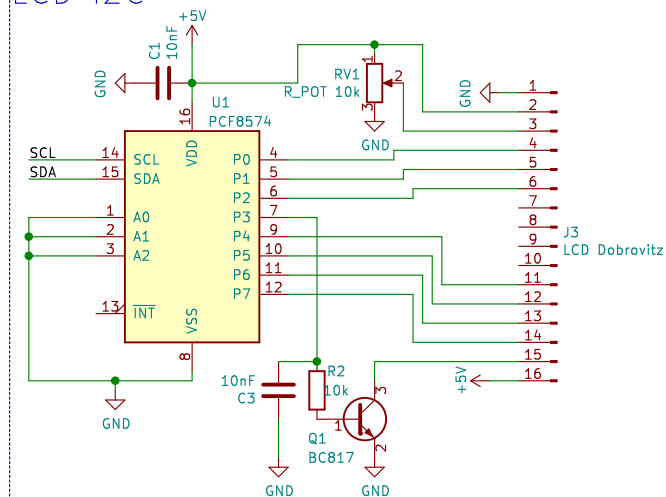 LCD I2C
+5V
C1
10nF
GND
RV1
R_POT 10k
1
2
3
GND
GND
U1
PCF8574
16
VDD
SCL
14
SCL
SDA
15
SDA
1
A0
2
A1
3
A2
13
INT
VSS
8
P0
4
P1
5
P2
6
P3
7
P4
9
P5
10
P6
11
P7
12
GND
1
2
3
4
5
6
7
8
9
10
11
12
13
14
15
16
J3
LCD Dobrovitz
+5V
10nF
C3
R2
10k
Q1
BC817
1
3
2
GND
GND